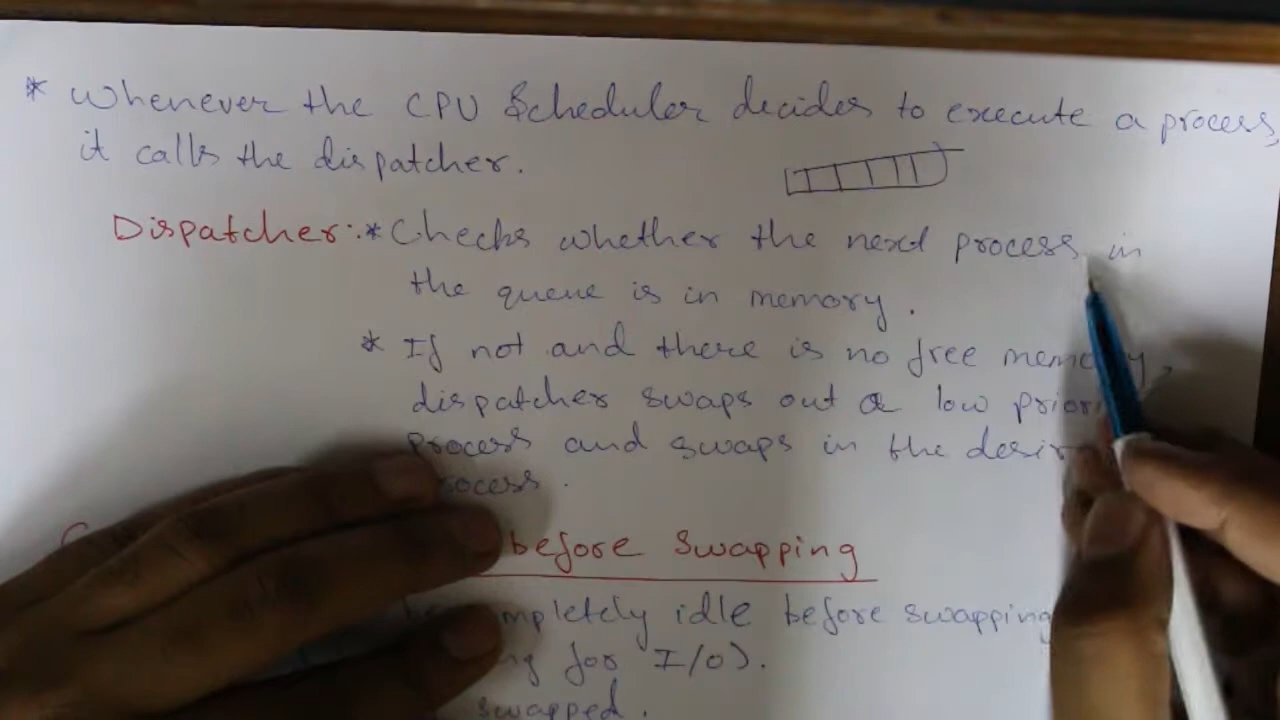 * Whenever the CPU Scheduler decides to execute a process,
it calls the dispatcher.
Dispatcher:* Checks whether the next process in
the queue is in memory.
* If not and there is no free memory,
dispatcher swaps out a low
process and swaps in the
before swapping
idle before swapping
for I/O).
swapped.